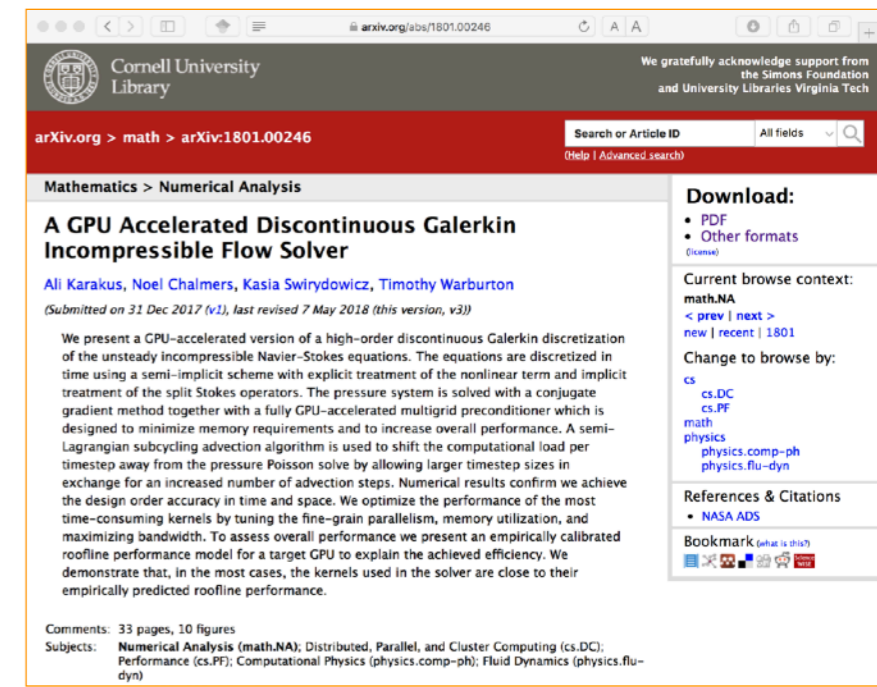 arxiv.org/abs/1801.00246
A A
Cornell University
Library
We gratefully acknowledge support from
the Simons Foundation
and University Libraries Virginia Tech
arXiv.org > math > arXiv:1801.00246
Search or Article ID
All fields
(Help | Advanced search)
Mathematics > Numerical Analysis
A GPU Accelerated Discontinuous Galerkin
Incompressible Flow Solver
Ali Karakus, Noel Chalmers, Kasia Swirydowicz, Timothy Warburton
(Submitted on 31 Dec 2017 (v1), last revised 7 May 2018 (this version, v3))
We present a GPU-accelerated version of a high-order discontinuous Galerkin discretization
of the unsteady incompressible Navier-Stokes equations. The equations are discretized in
time using a semi-implicit scheme with explicit treatment of the nonlinear term and implicit
treatment of the split Stokes operators. The pressure system is solved with a conjugate
gradient method together with a fully GPU-accelerated multigrid preconditioner which is
designed to minimize memory requirements and to increase overall performance. A semi-
Lagrangian subcycling advection algorithm is used to shift the computational load per
timestep away from the pressure Poisson solve by allowing larger timestep sizes in
exchange for an increased number of advection steps. Numerical results confirm we achieve
the design order accuracy in time and space. We optimize the performance of the most
time-consuming kernels by tuning the fine-grain parallelism, memory utilization, and
maximizing bandwidth. To assess overall performance we present an empirically calibrated
roofline performance model for a target GPU to explain the achieved efficiency. We
demonstrate that, in the most cases, the kernels used in the solver are close to their
empirically predicted roofline performance.
Comments: 33 pages, 10 figures
Subjects: Numerical Analysis (math.NA); Distributed, Parallel, and Cluster Computing (cs.DC);
Performance (cs.PF); Computational Physics (physics.comp-ph); Fluid Dynamics (physics.flu-
dyn)
Download:
• PDF
• Other formats
(license)
Current browse context:
math.NA
< prev | next >
new | recent | 1801
Change to browse by:
cs
cs.DC
cs.PF
math
physics
physics.comp-ph
physics.flu-dyn
References & Citations
• NASA ADS
Bookmark (what is this?)